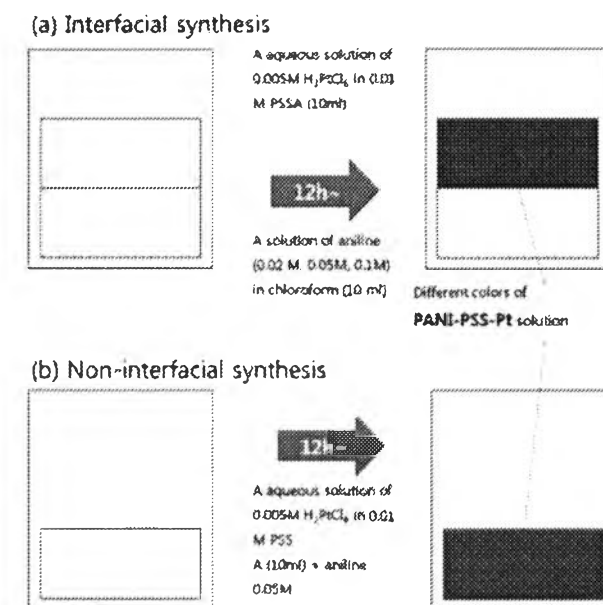 (a) Interfacial synthesis
A aqueous solution of
0.005M H₂PtCl₆ in 0.01
M PSSA (10ml)
12h~
A solution of aniline
(0.02 M, 0.05M, 0.1M)
in chloraform (10 ml)
Different colors of
PANI-PSS-Pt solution
(b) Non-interfacial synthesis
12h~
A aqueous solution of
0.005M H₂PtCl₆ in 0.01
M PSS
A (10ml) + aniline
0.05M